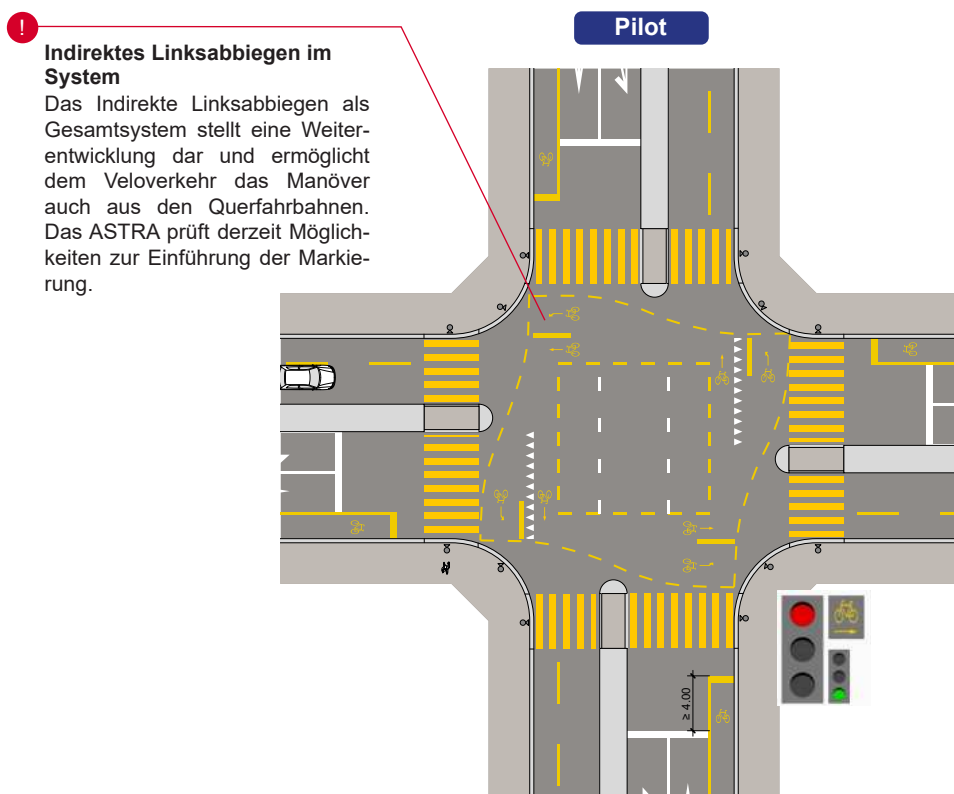 !
Pilot
Indirektes Linksabbiegen im
System
Das Indirekte Linksabbiegen als
Gesamtsystem stellt eine Weiter-
entwicklung dar und ermöglicht
dem Veloverkehr das Manöver
auch aus den Querfahrbahnen.
Das ASTRA prüft derzeit Möglich-
keiten zur Einführung der Markie-
rung.
≥ 4.00